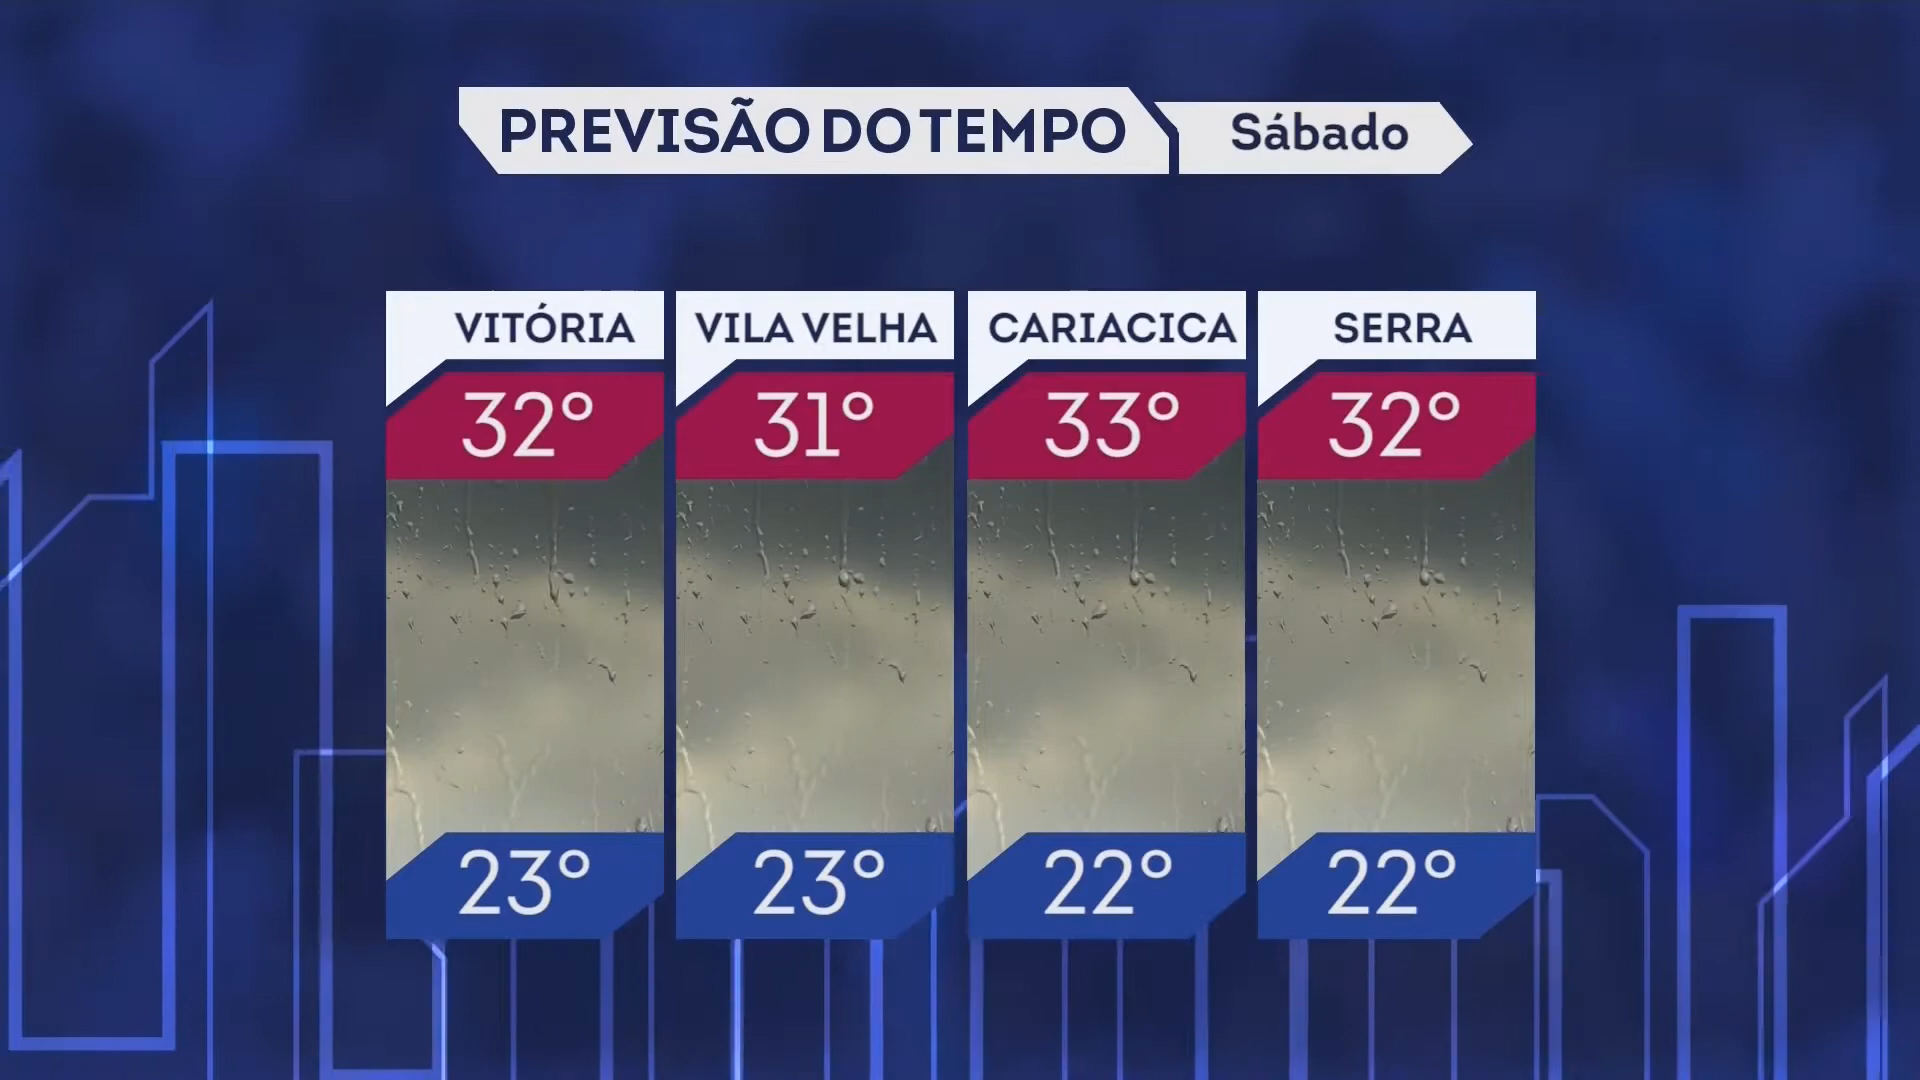 PREVISÃO DO TEMPO Sábado
VITÓRIA VILA VELHA CARIACICA SERRA
32° 31° 33° 32°
23° 23° 22° 22°